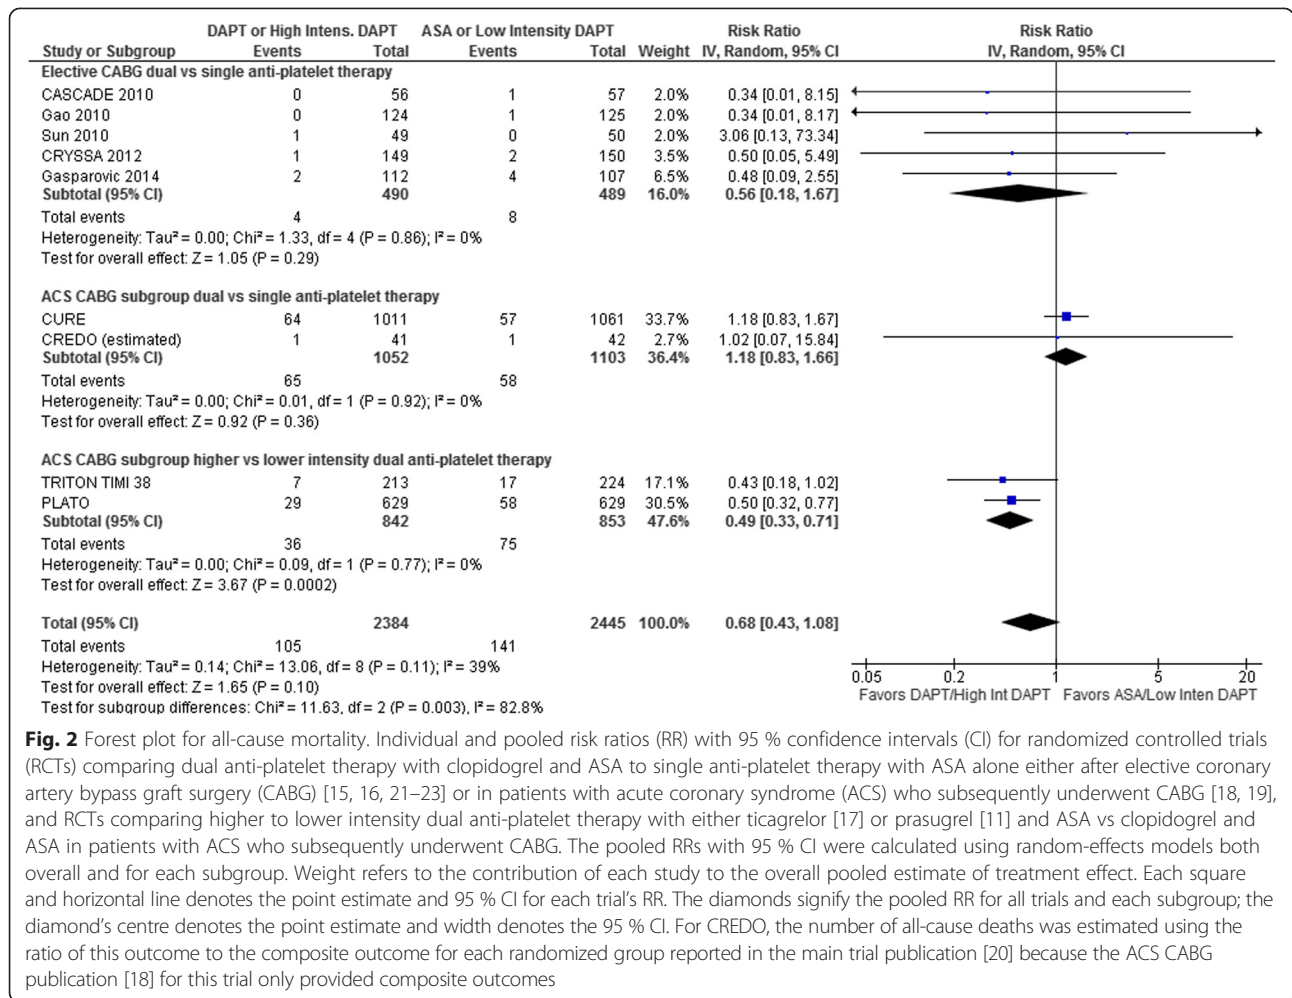 DAPT or High Intens. DAPT ASA or Low Intensity DAPT Risk Ratio Risk Ratio
Study or Subgroup Events Total Events Total Weight IV, Random, 95% CI IV, Random, 95% CI
Elective CABG dual vs single anti-platelet therapy
CASCADE 2010 0 56 1 57 2.0% 0.34 [0.01, 8.15]
Gao 2010 0 124 1 125 2.0% 0.34 [0.01, 8.17]
Sun 2010 1 49 0 50 2.0% 3.06 [0.13, 73.34]
CRYSSA 2012 1 149 2 150 3.5% 0.50 [0.05, 5.49]
Gasparovic 2014 2 112 4 107 6.5% 0.48 [0.09, 2.55]
Subtotal (95% CI) 490 489 16.0% 0.56 [0.18, 1.67]
Total events 4 8
Heterogeneity: Tau² = 0.00; Chi² = 1.33, df = 4 (P = 0.86); I² = 0%
Test for overall effect: Z = 1.05 (P = 0.29)
ACS CABG subgroup dual vs single anti-platelet therapy
CURE 64 1011 57 1061 33.7% 1.18 [0.83, 1.67]
CREDO (estimated) 1 41 1 42 2.7% 1.02 [0.07, 15.84]
Subtotal (95% CI) 1052 1103 36.4% 1.18 [0.83, 1.66]
Total events 65 58
Heterogeneity: Tau² = 0.00; Chi² = 0.01, df = 1 (P = 0.92); I² = 0%
Test for overall effect: Z = 0.92 (P = 0.36)
ACS CABG subgroup higher vs lower intensity dual anti-platelet therapy
TRITON TIMI 38 7 213 17 224 17.1% 0.43 [0.18, 1.02]
PLATO 29 629 58 629 30.5% 0.50 [0.32, 0.77]
Subtotal (95% CI) 842 853 47.6% 0.49 [0.33, 0.71]
Total events 36 75
Heterogeneity: Tau² = 0.00; Chi² = 0.09, df = 1 (P = 0.77); I² = 0%
Test for overall effect: Z = 3.67 (P = 0.0002)
Total (95% CI) 2384 2445 100.0% 0.68 [0.43, 1.08]
Total events 105 141
Heterogeneity: Tau² = 0.14; Chi² = 13.06, df = 8 (P = 0.11); I² = 39%
Test for overall effect: Z = 1.65 (P = 0.10)
Test for subgroup differences: Chi² = 11.63, df = 2 (P = 0.003), I² = 82.8%
0.05 0.2 1 5 20
Favors DAPT/High Int DAPT Favors ASA/Low Inten DAPT
Fig. 2 Forest plot for all-cause mortality. Individual and pooled risk ratios (RR) with 95 % confidence intervals (CI) for randomized controlled trials
(RCTs) comparing dual anti-platelet therapy with clopidogrel and ASA to single anti-platelet therapy with ASA alone either after elective coronary
artery bypass graft surgery (CABG) [15, 16, 21–23] or in patients with acute coronary syndrome (ACS) who subsequently underwent CABG [18, 19],
and RCTs comparing higher to lower intensity dual anti-platelet therapy with either ticagrelor [17] or prasugrel [11] and ASA vs clopidogrel and
ASA in patients with ACS who subsequently underwent CABG. The pooled RRs with 95 % CI were calculated using random-effects models both
overall and for each subgroup. Weight refers to the contribution of each study to the overall pooled estimate of treatment effect. Each square
and horizontal line denotes the point estimate and 95 % CI for each trial's RR. The diamonds signify the pooled RR for all trials and each subgroup; the
diamond's centre denotes the point estimate and width denotes the 95 % CI. For CREDO, the number of all-cause deaths was estimated using the
ratio of this outcome to the composite outcome for each randomized group reported in the main trial publication [20] because the ACS CABG
publication [18] for this trial only provided composite outcomes